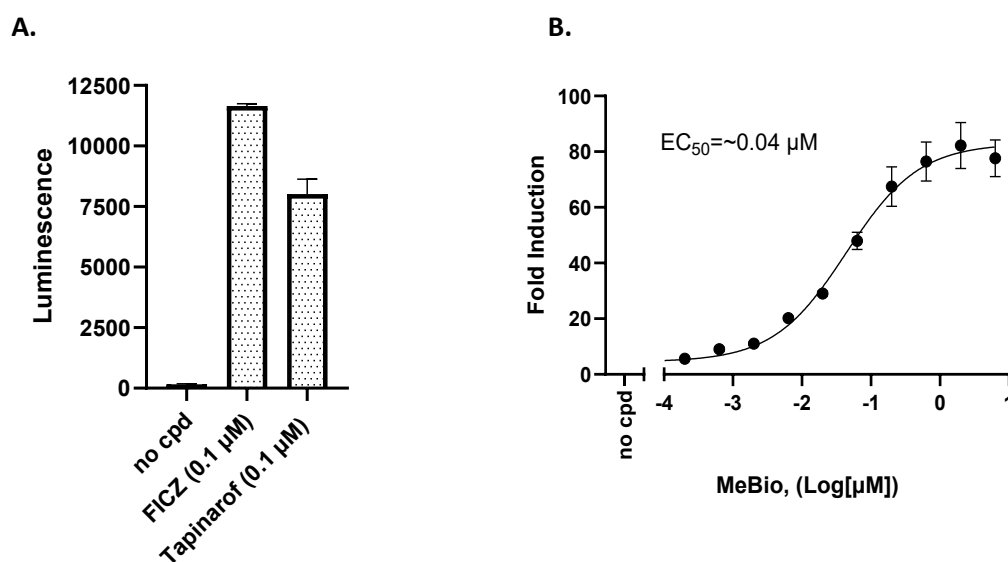 A.
12500
10000
7500
5000
2500
0
Luminescence
no cpd
FICZ (0.1 µM)
Tapinarof (0.1 µM)
B.
100
80
60
40
20
0
Fold Induction
EC50=~0.04 µM
no cpd
-4 -3 -2 -1 0 1
MeBio, (Log[µM])